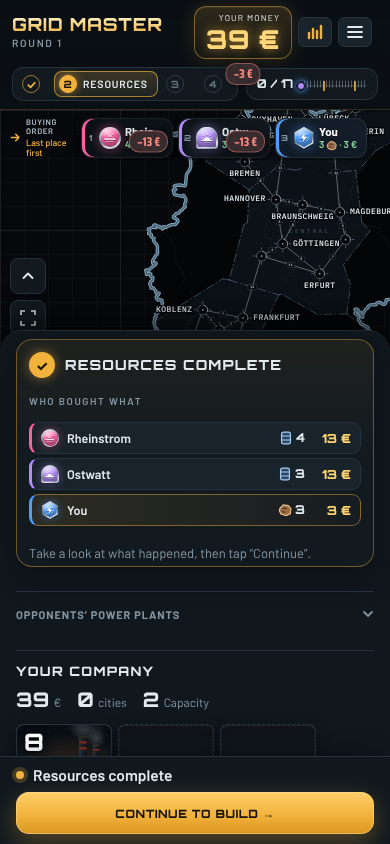 GRID MASTER
ROUND 1
YOUR MONEY
39 €
2 RESOURCES 3 4
-3 €
0/17
BUYING
ORDER
Last place
first
1
-13 €
2
-13 €
3 You
3 · 3 €
BREMEN
HANNOVER
BRAUNSCHWEIG
MAGDEBUR
CENTRAL
GÖTTINGEN
ERFURT
KOBLENZ
FRANKFURT
RESOURCES COMPLETE
WHO BOUGHT WHAT
Rheinstrom 4 13 €
Ostwatt 3 13 €
You 3 3 €
Take a look at what happened, then tap “Continue”.
OPPONENTS’ POWER PLANTS
YOUR COMPANY
39 € 0 cities 2 Capacity
8
Resources complete
CONTINUE TO BUILD →